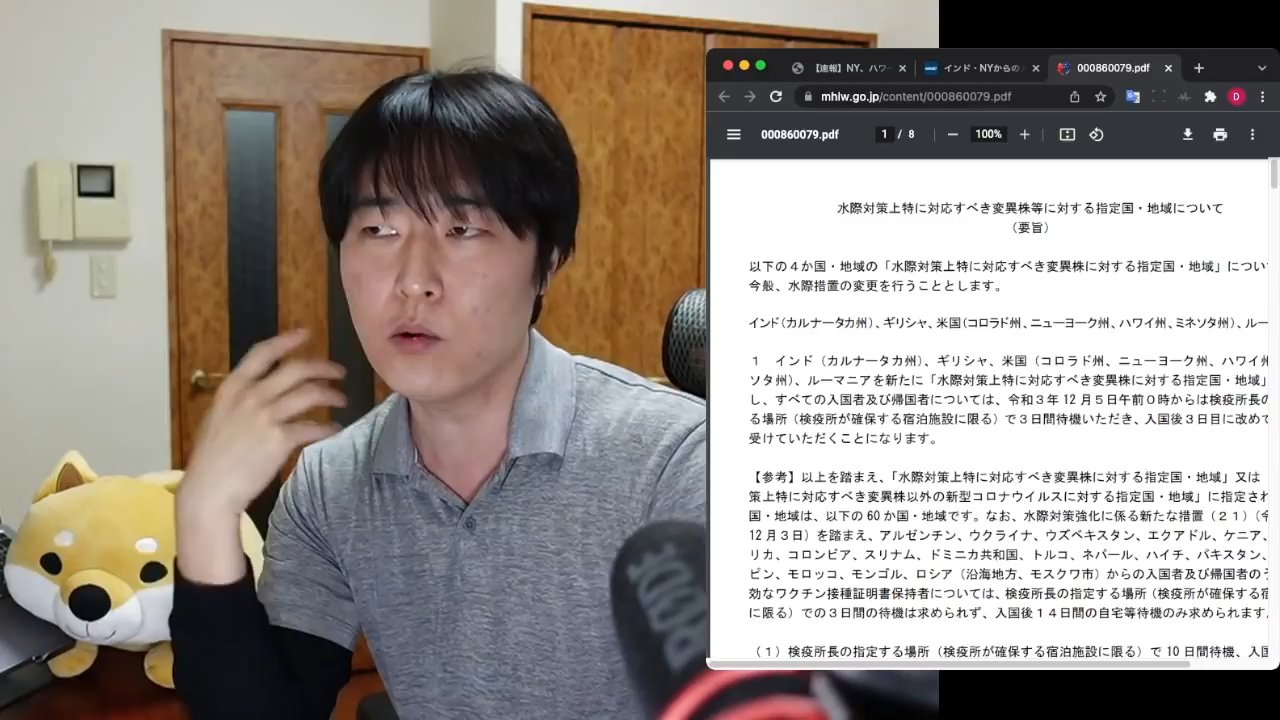 【速報】NY、ハワ
インド・NYからの
000860079.pdf
mhlw.go.jp/content/000860079.pdf
D
000860079.pdf
1 / 8
100%
水際対策上特に対応すべき変異株等に対する指定国・地域について
（要旨）
以下の４か国・地域の「水際対策上特に対応すべき変異株に対する指定国・地域」につい
今般、水際措置の変更を行うこととします。
インド（カルナータカ州）、ギリシャ、米国（コロラド州、ニューヨーク州、ハワイ州、ミネソタ州）、ルー
１　インド（カルナータカ州）、ギリシャ、米国（コロラド州、ニューヨーク州、ハワイ州
ソタ州）、ルーマニアを新たに「水際対策上特に対応すべき変異株に対する指定国・地域」
し、すべての入国者及び帰国者については、令和３年 12 月５日午前０時からは検疫所長の
る場所（検疫所が確保する宿泊施設に限る）で３日間待機いただき、入国後３日目に改めて
受けていただくことになります。
【参考】以上を踏まえ、「水際対策上特に対応すべき変異株に対する指定国・地域」又は
策上特に対応すべき変異株以外の新型コロナウイルスに対する指定国・地域」に指定され
国・地域は、以下の 60 か国・地域です。なお、水際対策強化に係る新たな措置（２１）（令
12 月３日）を踏まえ、アルゼンチン、ウクライナ、ウズベキスタン、エクアドル、ケニア、
リカ、コロンビア、スリナム、ドミニカ共和国、トルコ、ネパール、ハイチ、パキスタン、
ピン、モロッコ、モンゴル、ロシア（沿海地方、モスクワ市）からの入国者及び帰国者のう
効なワクチン接種証明書保持者については、検疫所長の指定する場所（検疫所が確保する宿
に限る）での３日間の待機は求められず、入国後１４日間の自宅等待機のみ求められます。
（１）検疫所長の指定する場所（検疫所が確保する宿泊施設に限る）で 10 日間待機、入国